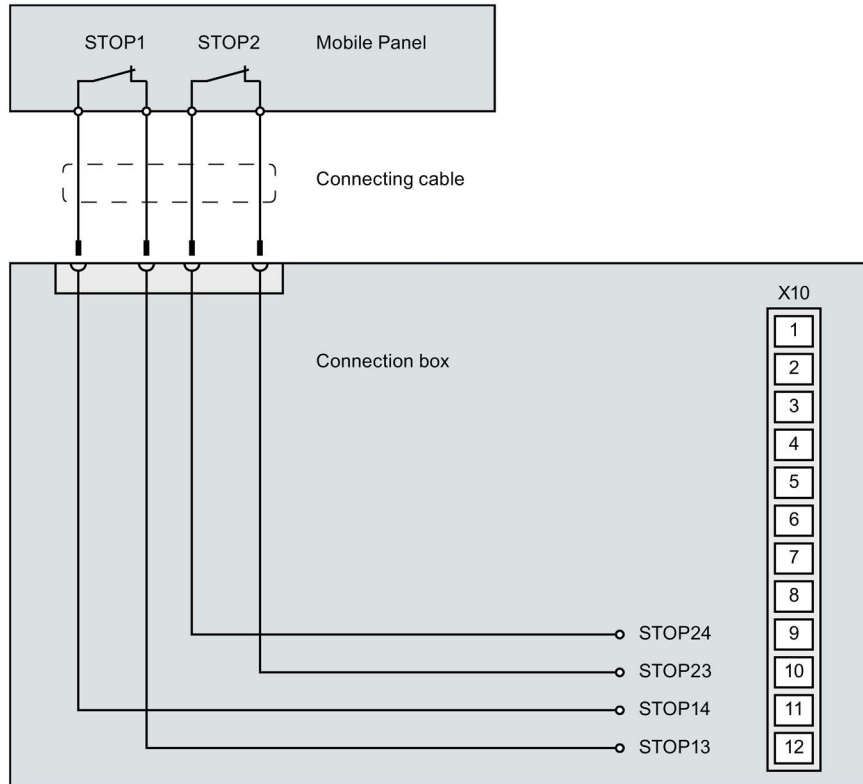 STOP1 STOP2 Mobile Panel
Connecting cable
X10
1
Connection box
2
3
4
5
6
7
8
STOP24 9
STOP23 10
STOP14 11
STOP13 12